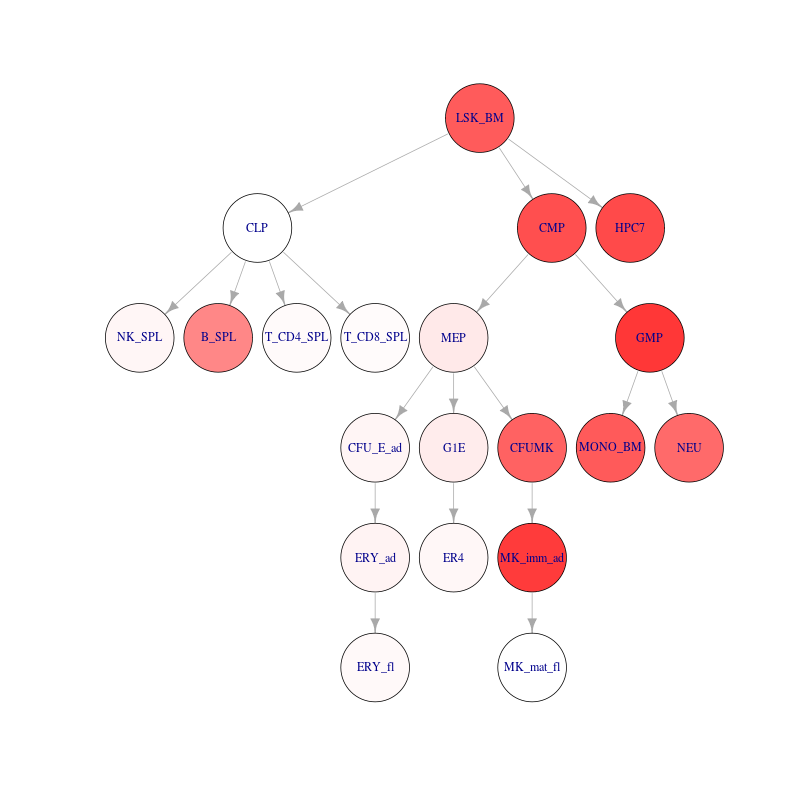 LSK_BM
CLP
CMP
HPC7
NK_SPL
B_SPL
T_CD4_SPL
T_CD8_SPL
MEP
GMP
CFU_E_ad
G1E
CFUMK
MONO_BM
NEU
ERY_ad
ER4
MK_imm_ad
ERY_fl
MK_mat_fl